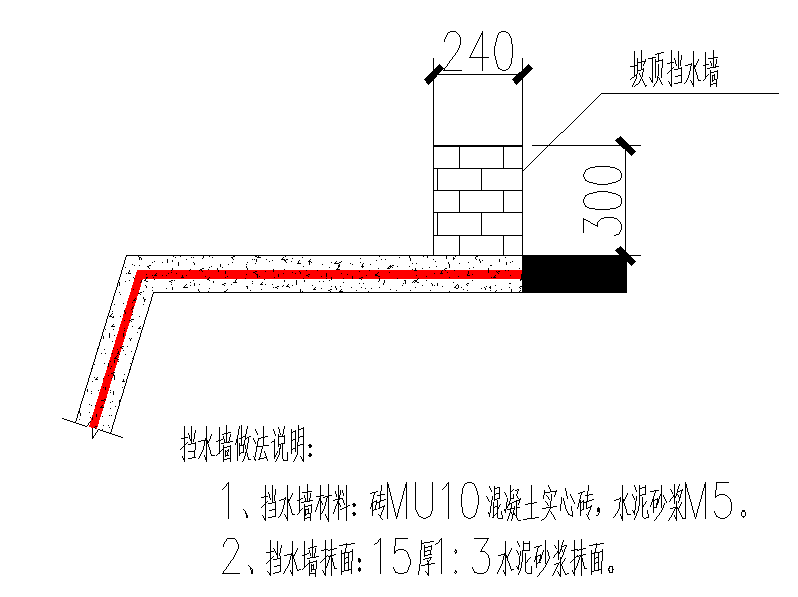 240
坡顶挡水墙
300
挡水墙做法说明：
1、挡水墙材料：砖MU10混凝土实心砖，水泥砂浆M5。
2、挡水墙抹面：15厚1：3水泥砂浆抹面。